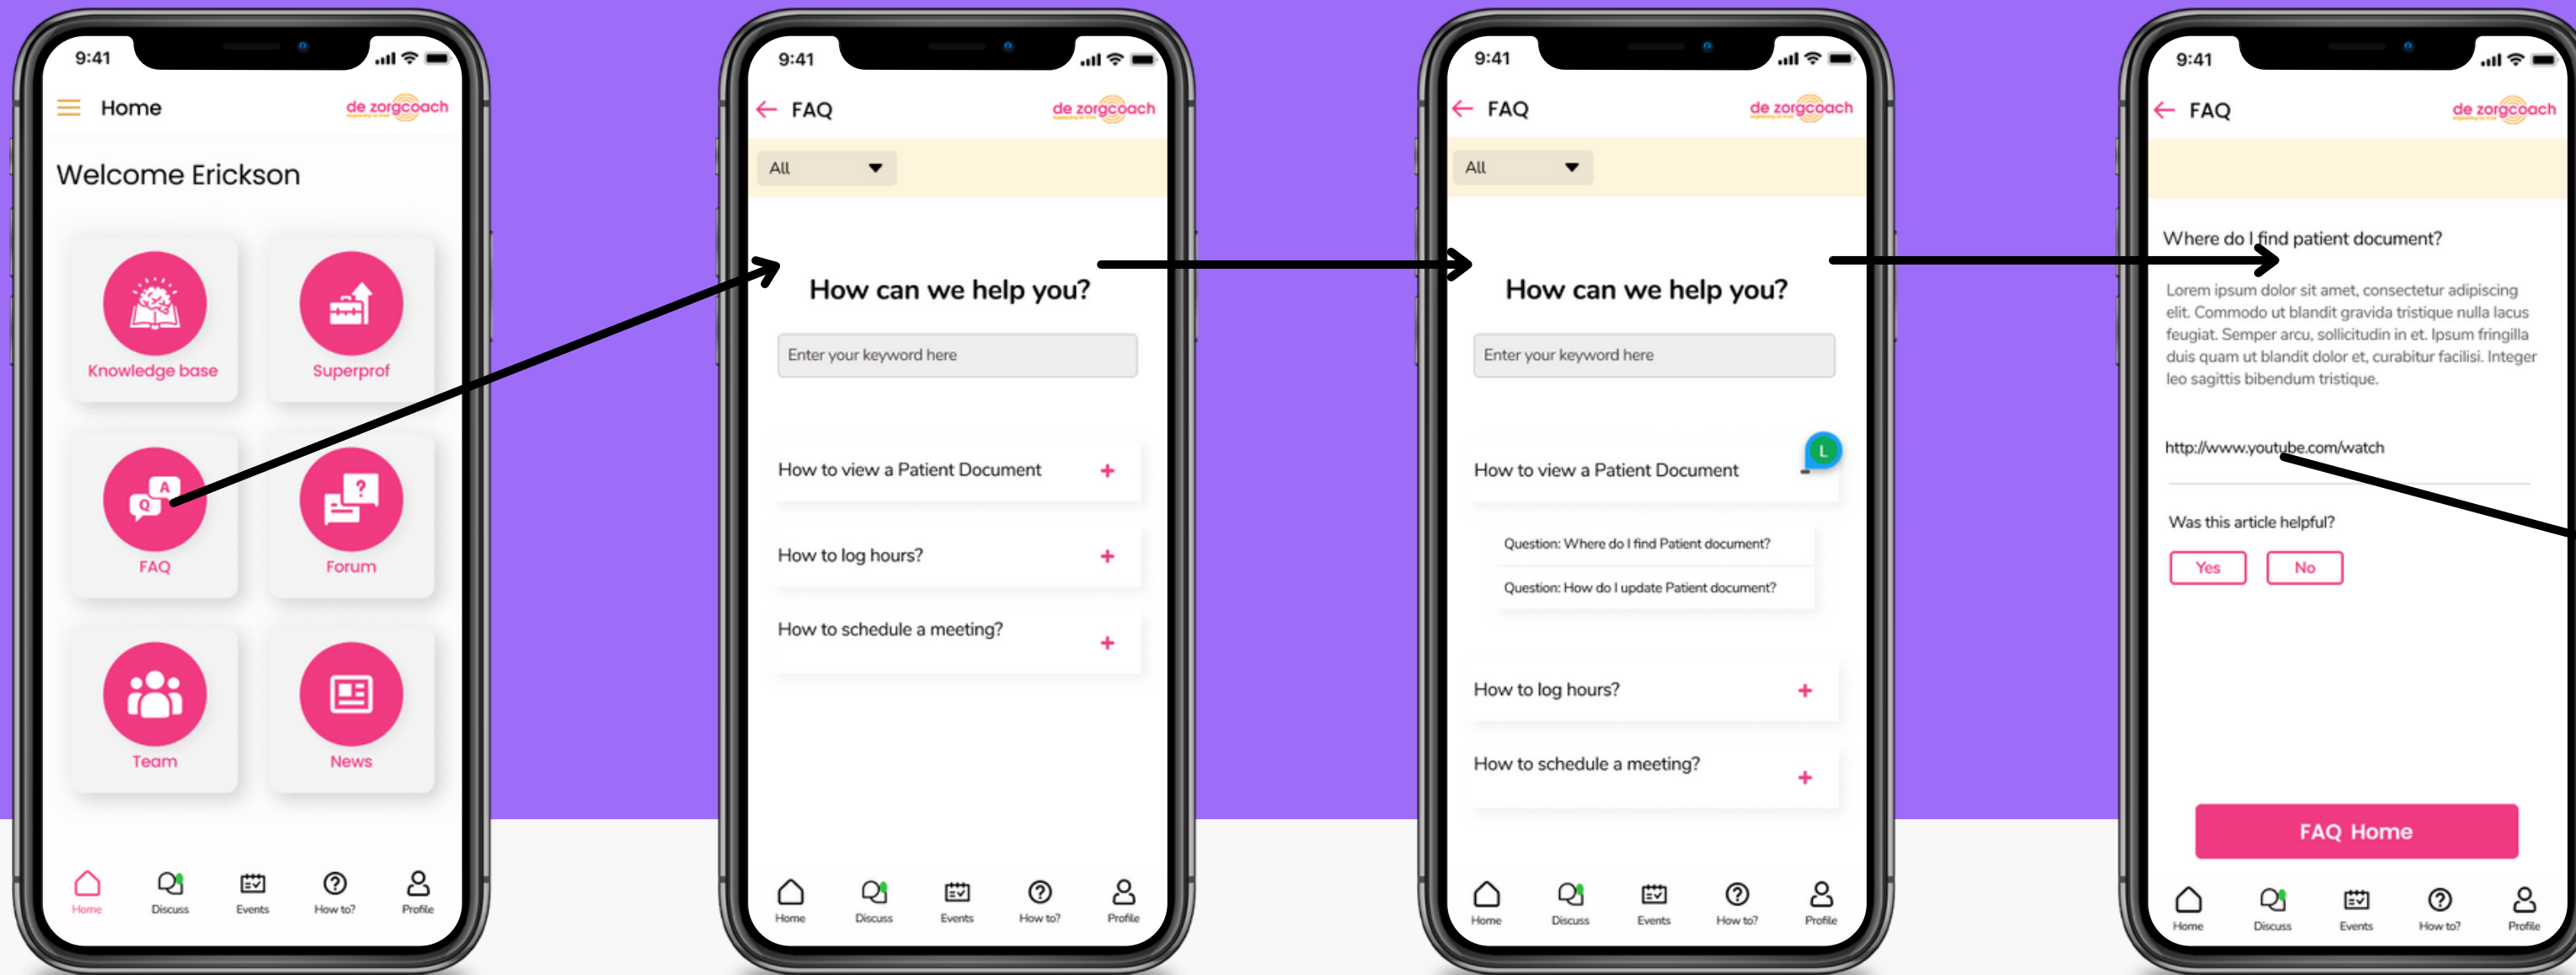 9:41
Home
de zorgcoach
Welcome Erickson
Knowledge base
Superprof
FAQ
Forum
Team
News
Home
Discuss
Events
How to?
Profile
9:41
FAQ
de zorgcoach
All
How can we help you?
Enter your keyword here
How to view a Patient Document
How to log hours?
How to schedule a meeting?
Home
Discuss
Events
How to?
Profile
9:41
FAQ
de zorgcoach
All
How can we help you?
Enter your keyword here
L
How to view a Patient Document
Question: Where do I find Patient document?
Question: How do I update Patient document?
How to log hours?
How to schedule a meeting?
Home
Discuss
Events
How to?
Profile
9:41
FAQ
de zorgcoach
Where do I find patient document?
Lorem ipsum dolor sit amet, consectetur adipiscing
elit. Commodo ut blandit gravida tristique nulla lacus
feugiat. Semper arcu, sollicitudin in et. Ipsum fringilla
duis quam ut blandit dolor et, curabitur facilisi. Integer
leo sagittis bibendum tristique.
http://www.youtube.com/watch
Was this article helpful?
Yes
No
FAQ Home
Home
Discuss
Events
How to?
Profile